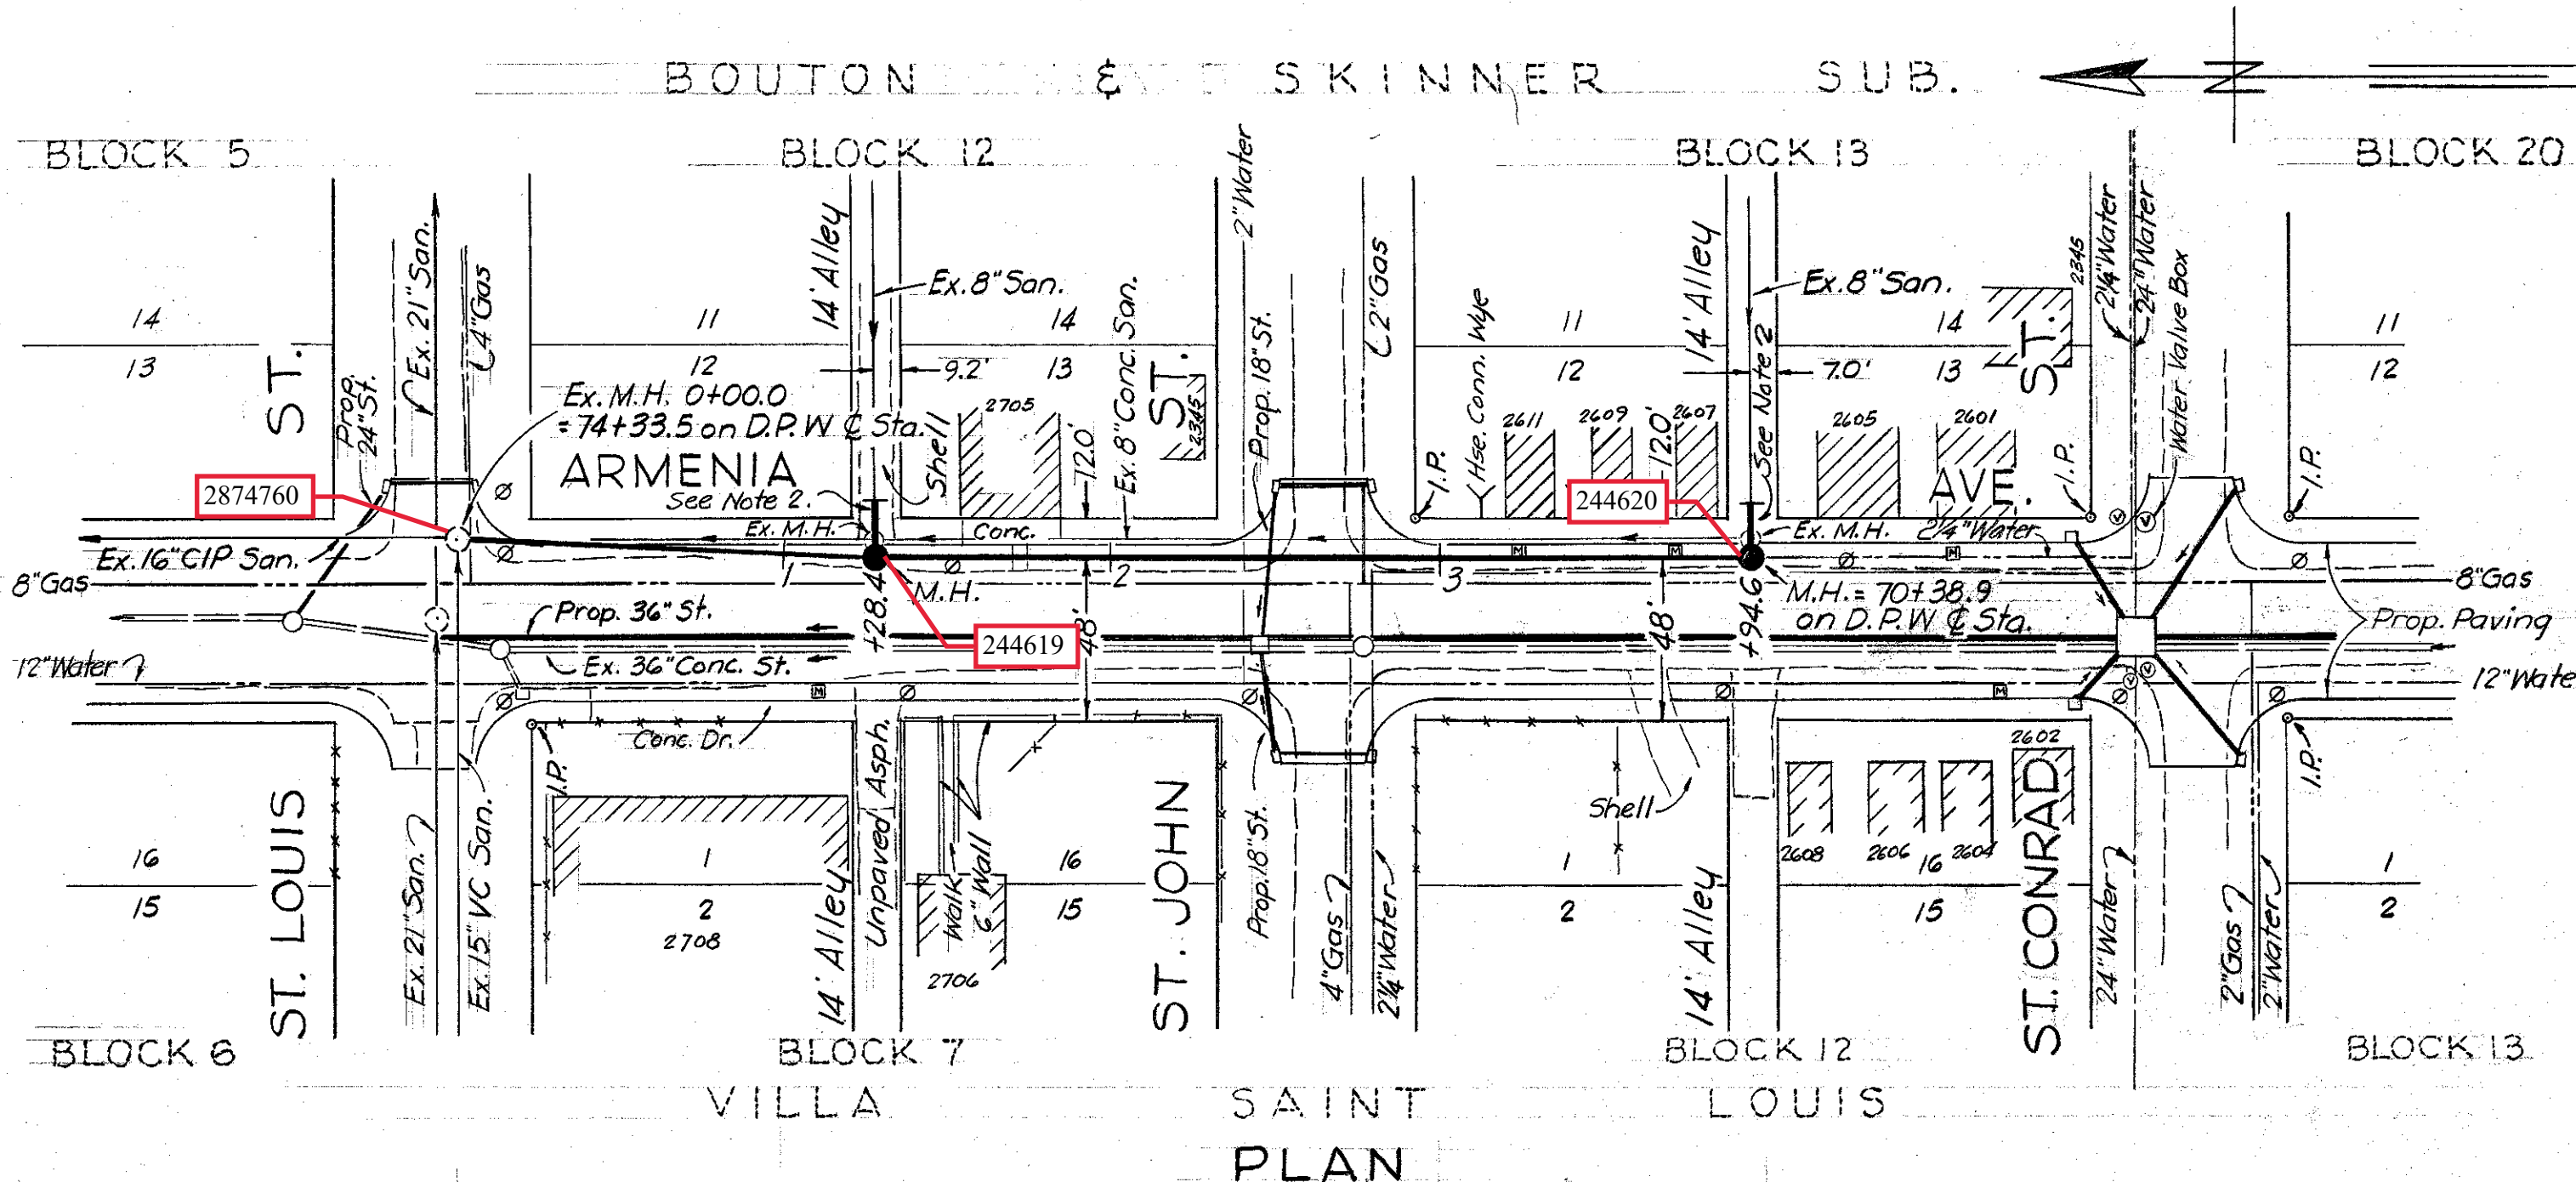 BOUTON & SKINNER SUB.
N
BLOCK 5
BLOCK 12
BLOCK 13
BLOCK 20
14
13
ST.
Prop. 24" St.
Ex. 21" San.
4" Gas
11
12
14' Alley
Ex. 8" San.
9.2'
14
13
Ex. 8" Conc. San.
ST.
2345
2" Water
Prop. 18" St.
2" Gas
I.P.
Hse. Conn. Wye
11
12
14' Alley
Ex. 8" San.
See Note 2
7.0'
14
13
ST.
2345
2¼" Water
24" Water
Water Valve Box
11
12
Ex. M.H. 0+00.0
= 74+33.5 on D.P.W ℄ Sta.
Shell
2705
12.0'
2611
2609
2607
12.0'
2605
2601
I.P.
I.P.
ARMENIA
AVE.
See Note 2.
2874760
244620
Ex. M.H.
Conc.
Ex. M.H.
2¼" Water
Ex. 16" CIP San.
8" Gas
1
2
3
M.H.
+28.4
48'
48'
+94.6
M.H. = 70+38.9
on D.P.W ℄ Sta.
8" Gas
Prop. Paving
Prop. 36" St.
244619
Ex. 36" Conc. St.
12" Water
12" Wate
M
M
M
M
M
V
V
V
V
Conc. Dr.
I.P.
Unpaved Asph.
Walk
6" Wall
Shell
2602
I.P.
16
15
ST. LOUIS
Ex. 21" San.
Ex. 15" VC San.
1
2
2708
14' Alley
2706
16
15
ST. JOHN
Prop. 18" St.
4" Gas
2¼" Water
1
2
14' Alley
2608
2606
2604
16
15
ST. CONRAD
24" Water
2" Gas
2" Water
1
2
BLOCK 6
BLOCK 7
BLOCK 12
BLOCK 13
VILLA SAINT LOUIS
PLAN